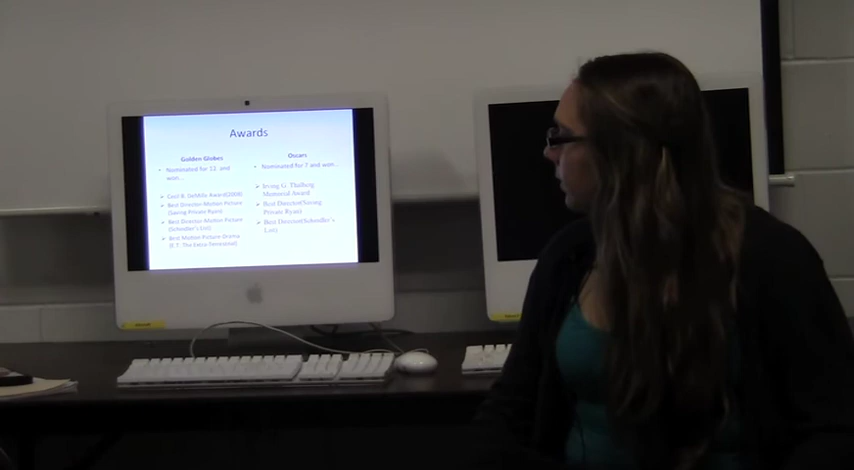 Awards
Golden Globes
• Nominated for 11 and
won...
➢ Cecil B. DeMille Award(2009)
➢ Best Director-Motion Picture
(Saving Private Ryan)
➢ Best Director-Motion Picture
(Schindler's List)
➢ Best Motion Picture-Drama
(E.T. The Extra-Terrestrial)
Oscars
• Nominated for 7 and won...
➢ Irving G. Thalberg
Memorial Award
➢ Best Director(Saving
Private Ryan)
➢ Best Director(Schindler's
List)